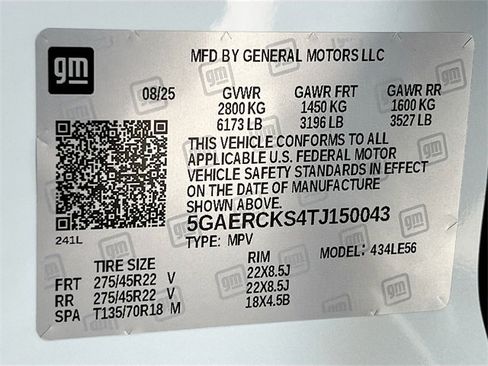 gm
MFD BY GENERAL MOTORS LLC
08/25 GVWR GAWR FRT GAWR RR
2800 KG 1450 KG 1600 KG
6173 LB 3196 LB 3527 LB
THIS VEHICLE CONFORMS TO ALL
APPLICABLE U.S. FEDERAL MOTOR
VEHICLE SAFETY STANDARDS IN EFFECT
ON THE DATE OF MANUFACTURE
SHOWN ABOVE.
5GAERCKS4TJ150043
241L TYPE: MPV MODEL: 434LE56
TIRE SIZE RIM
FRT 275/45R22 V 22X8.5J
RR 275/45R22 V 22X8.5J
SPA T135/70R18 M 18X4.5B